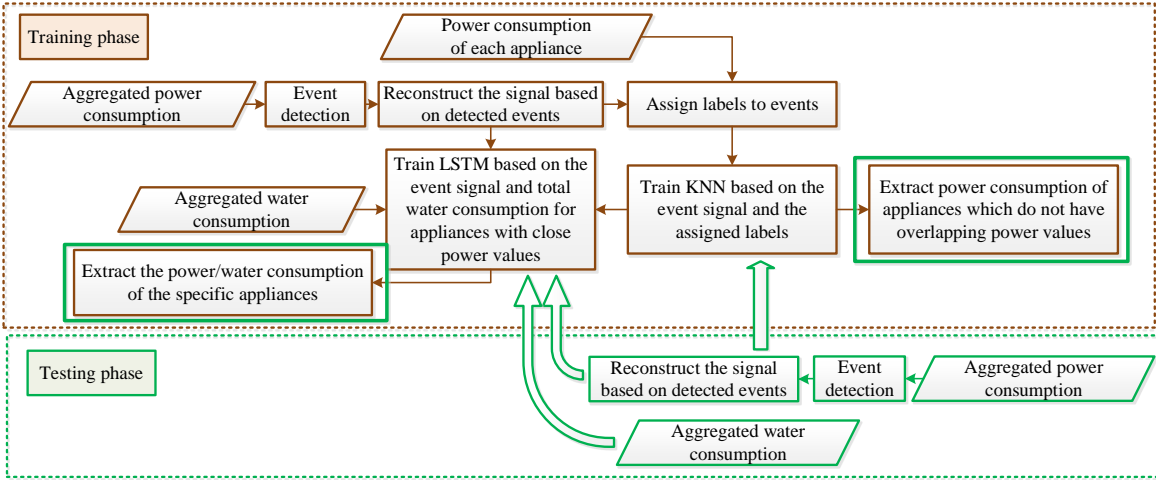 Training phase
Power consumption
of each appliance
Aggregated power
consumption
Event
detection
Reconstruct the signal based
on detected events
Assign labels to events
Train LSTM based on the
event signal and total
water consumption for
appliances with close
power values
Train KNN based on the
event signal and the
assigned labels
Extract power consumption of
appliances which do not have
overlapping power values
Aggregated water
consumption
Extract the power/water consumption
of the specific appliances
Testing phase
Reconstruct the signal
based on detected events
Event
detection
Aggregated power
consumption
Aggregated water
consumption